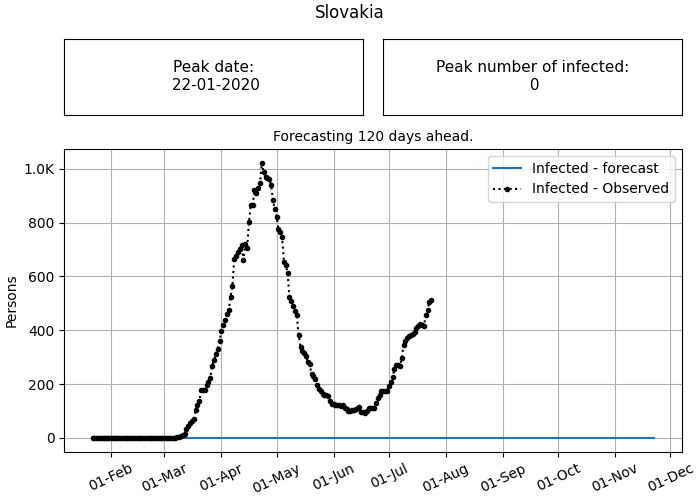 Slovakia
Peak date:
22-01-2020
Peak number of infected:
0
Forecasting 120 days ahead.
Infected - forecast
Infected - Observed
Persons
1.0K
800
600
400
200
0
01-Feb
01-Mar
01-Apr
01-May
01-Jun
01-Jul
01-Aug
01-Sep
01-Oct
01-Nov
01-Dec